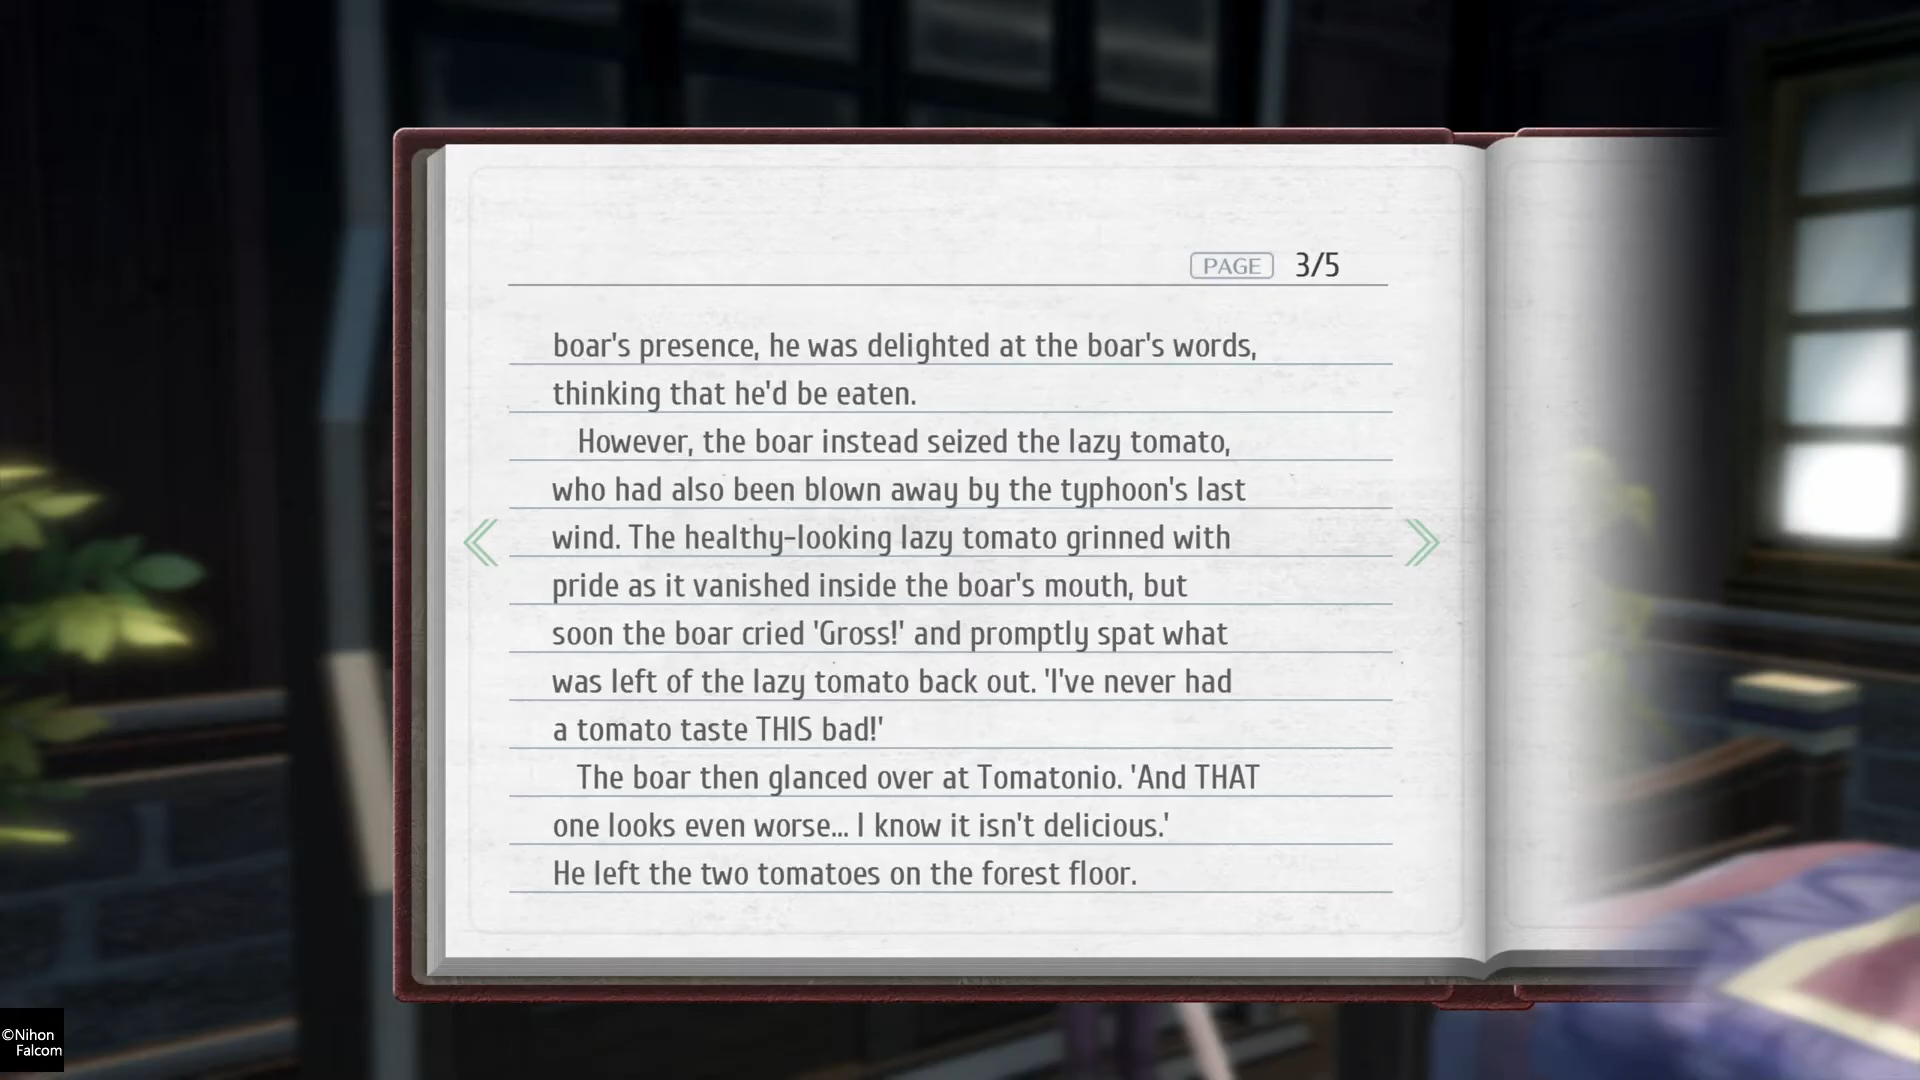 PAGE 3/5
boar's presence, he was delighted at the boar's words,
thinking that he'd be eaten.
However, the boar instead seized the lazy tomato,
who had also been blown away by the typhoon's last
wind. The healthy-looking lazy tomato grinned with
pride as it vanished inside the boar's mouth, but
soon the boar cried 'Gross!' and promptly spat what
was left of the lazy tomato back out. 'I've never had
a tomato taste THIS bad!'
The boar then glanced over at Tomatonio. 'And THAT
one looks even worse... I know it isn't delicious.'
He left the two tomatoes on the forest floor.
©Nihon
Falcom